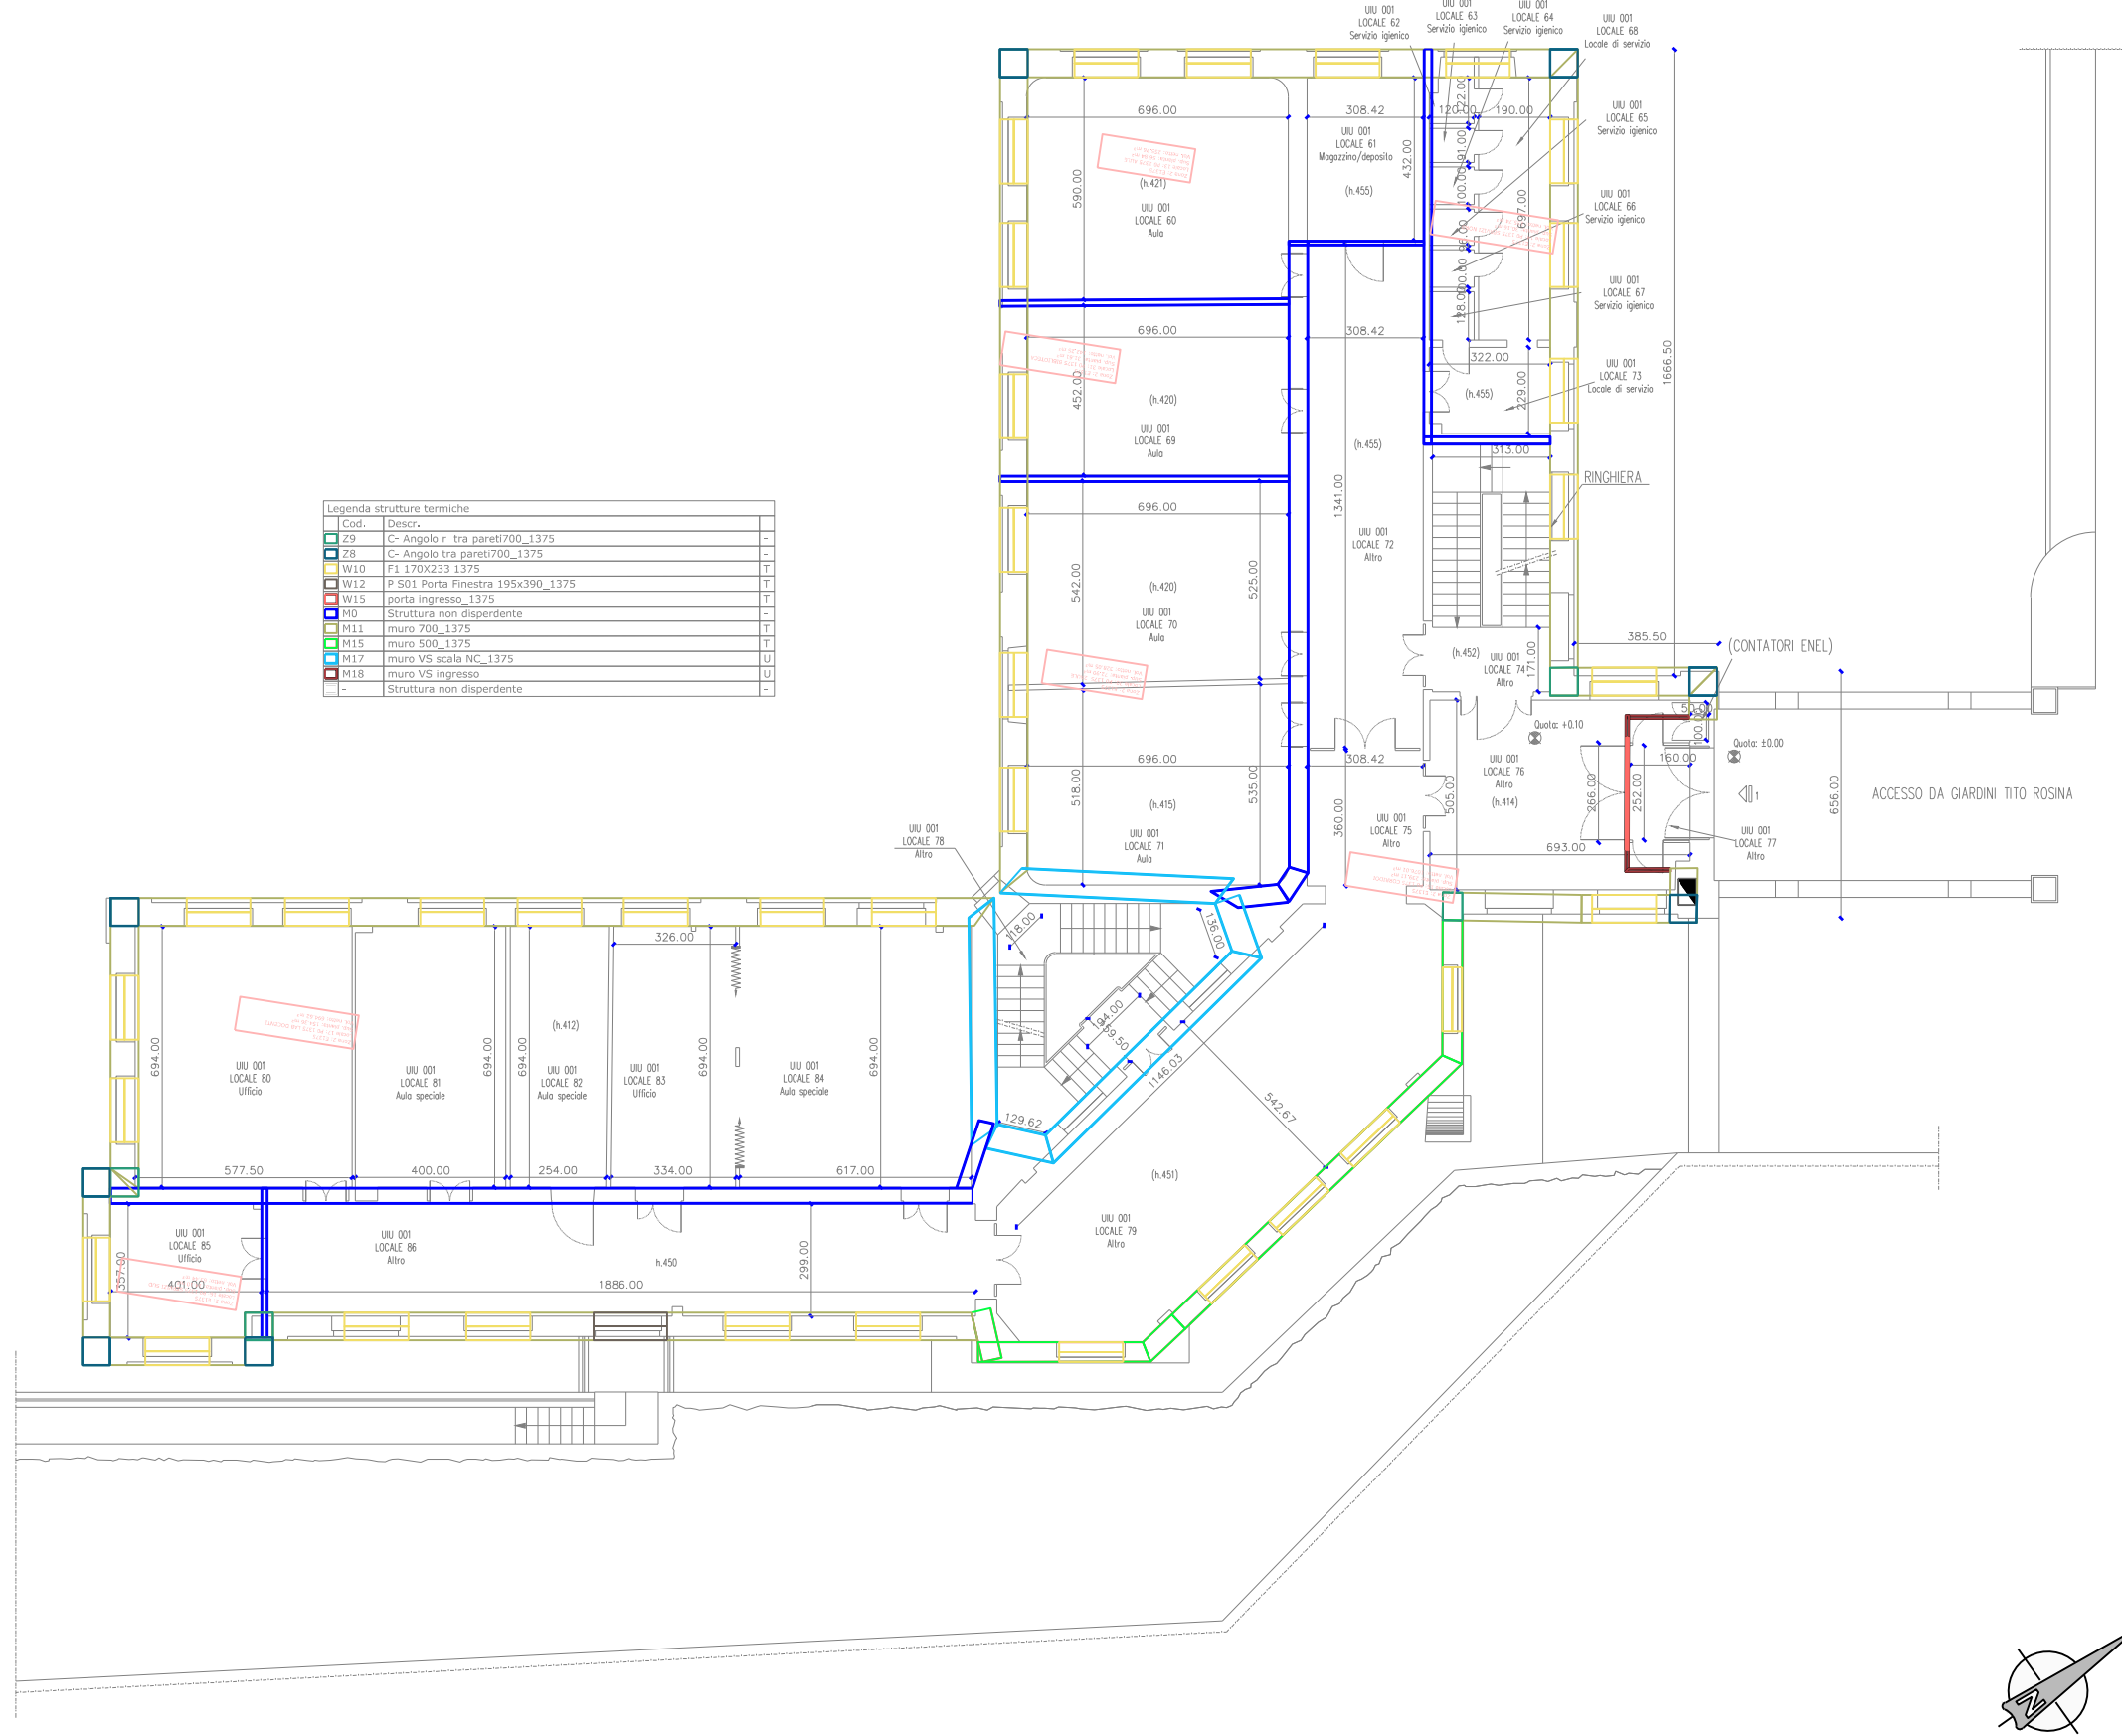 UIU 001
LOCALE 62
Servizio igienico
UIU 001
LOCALE 63
Servizio igienico
UIU 001
LOCALE 64
Servizio igienico
UIU 001
LOCALE 68
Locale di servizio
UIU 001
LOCALE 65
Servizio igienico
UIU 001
LOCALE 66
Servizio igienico
UIU 001
LOCALE 67
Servizio igienico
UIU 001
LOCALE 73
Locale di servizio
696.00
308.42
120.00
190.00
122.00
91.00
100.00
128.00
697.00
590.00
432.00
(h.421)
UIU 001
LOCALE 60
Aula
UIU 001
LOCALE 61
Magazzino/deposito
(h.455)
696.00
308.42
322.00
229.00
(h.455)
1666.50
452.00
(h.420)
UIU 001
LOCALE 69
Aula
(h.455)
313.00
RINGHIERA
1341.00
696.00
542.00
525.00
(h.420)
UIU 001
LOCALE 70
Aula
UIU 001
LOCALE 72
Altro
Legenda strutture termiche
Cod. Descr.
Z9 C- Angolo r tra pareti700_1375 -
Z8 C- Angolo tra pareti700_1375 -
W10 F1 170X233 1375 T
W12 P S01 Porta Finestra 195x390_1375 T
W15 porta ingresso_1375 T
M0 Struttura non disperdente -
M11 muro 700_1375 T
M15 muro 500_1375 T
M17 muro VS scala NC_1375 U
M18 muro VS ingresso U
- Struttura non disperdente -
385.50
(CONTATORI ENEL)
(h.452)
UIU 001
LOCALE 74
Altro
171.00
50.00
100.00
Quota: +0.10
Quota: ±0.00
696.00
308.42
518.00
535.00
(h.415)
UIU 001
LOCALE 71
Aula
360.00
UIU 001
LOCALE 75
Altro
505.00
UIU 001
LOCALE 76
Altro
(h.414)
266.00
252.00
160.00
1
656.00
ACCESSO DA GIARDINI TITO ROSINA
UIU 001
LOCALE 77
Altro
693.00
UIU 001
LOCALE 78
Altro
118.00
136.00
194.00
159.50
1146.03
542.67
129.62
326.00
694.00
694.00
694.00
694.00
694.00
(h.412)
UIU 001
LOCALE 80
Ufficio
UIU 001
LOCALE 81
Aula speciale
UIU 001
LOCALE 82
Aula speciale
UIU 001
LOCALE 83
Ufficio
UIU 001
LOCALE 84
Aula speciale
577.50
400.00
254.00
334.00
617.00
(h.451)
UIU 001
LOCALE 79
Altro
UIU 001
LOCALE 85
Ufficio
UIU 001
LOCALE 86
Altro
h.450
357.00
401.00
1886.00
299.00
N